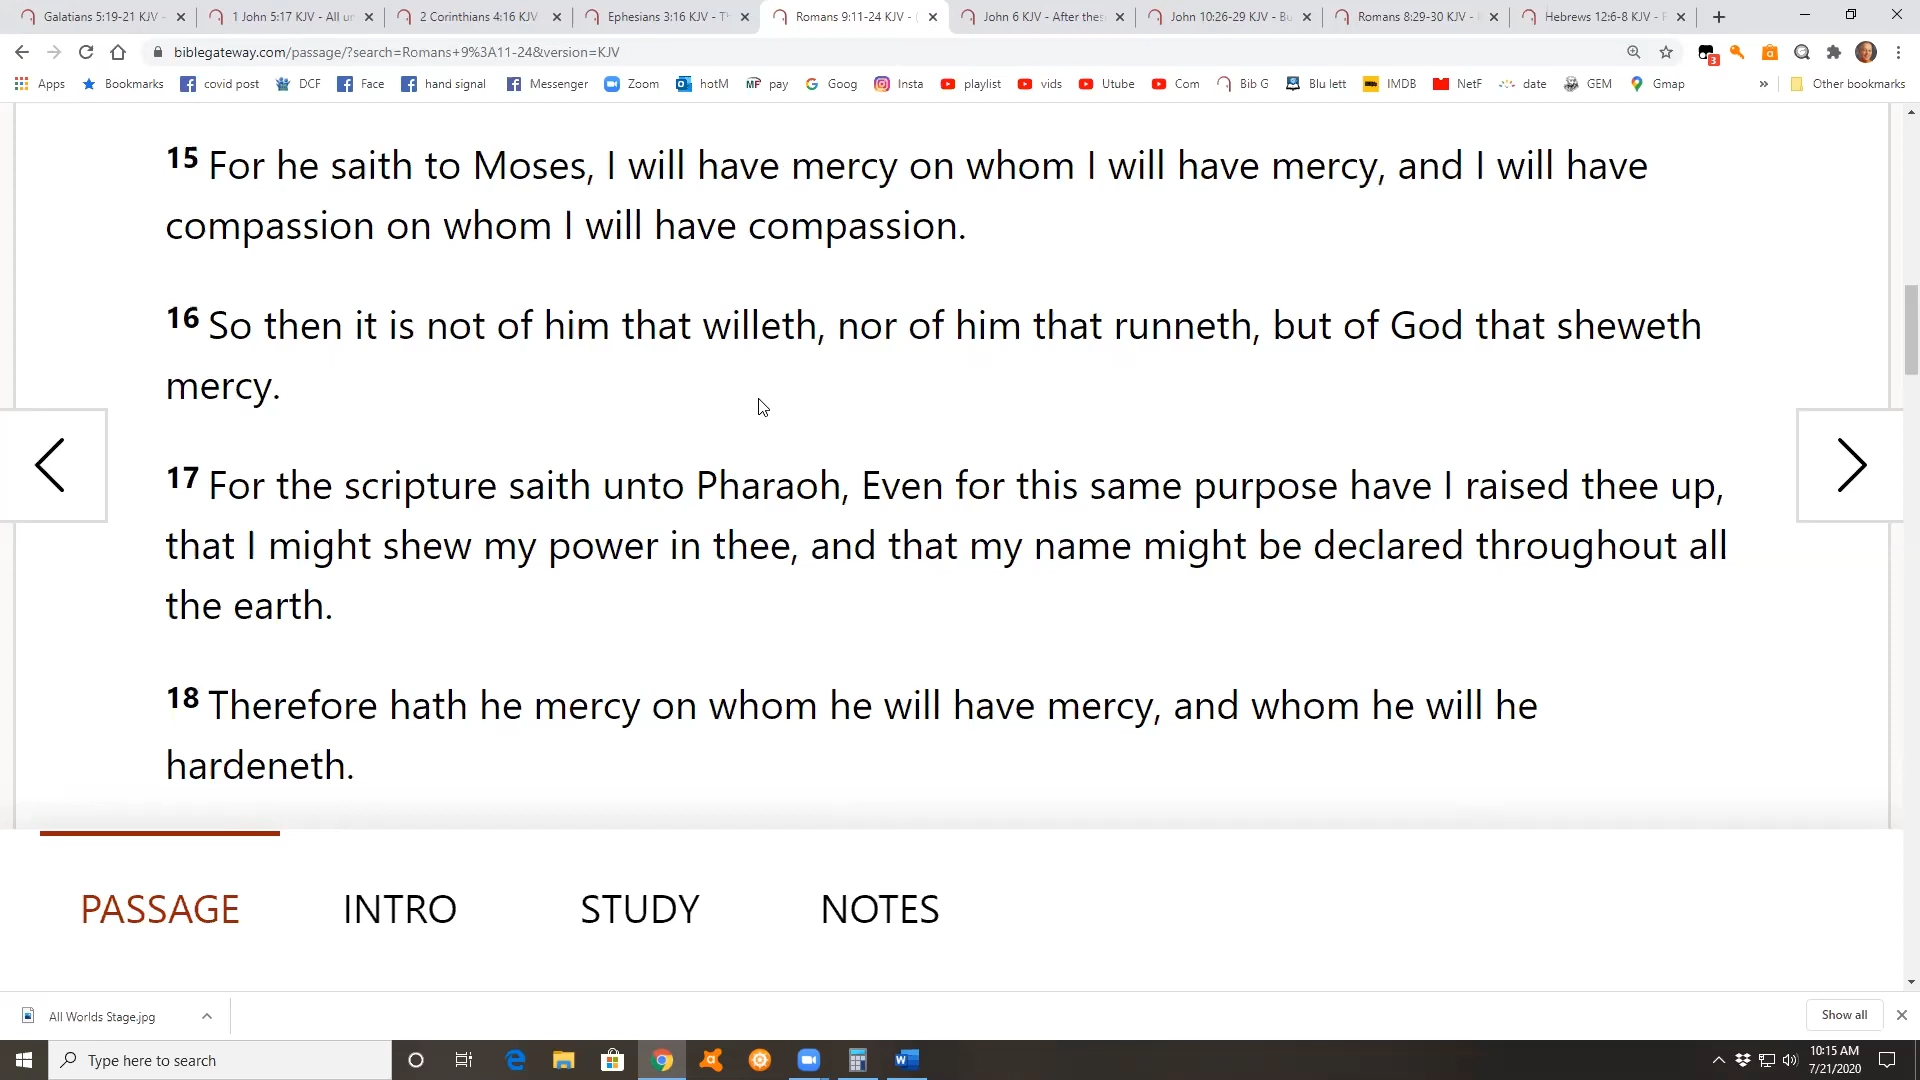 Galatians 5:19-21 KJV -
1 John 5:17 KJV - All un
2 Corinthians 4:16 KJV
Ephesians 3:16 KJV - Th
Romans 9:11-24 KJV - (
John 6 KJV - After these
John 10:26-29 KJV - Bu
Romans 8:29-30 KJV -
Hebrews 12:6-8 KJV - F
biblegateway.com/passage/?search=Romans+9%3A11-24&version=KJV
3
Apps
Bookmarks
covid post
DCF
Face
hand signal
Messenger
Zoom
hotM
MF pay
Goog
Insta
playlist
vids
Utube
Com
Bib G
Blu lett
IMDB
NetF
date
GEM
Gmap
»
Other bookmarks
15 For he saith to Moses, I will have mercy on whom I will have mercy, and I will have
compassion on whom I will have compassion.
16 So then it is not of him that willeth, nor of him that runneth, but of God that sheweth
mercy.
17 For the scripture saith unto Pharaoh, Even for this same purpose have I raised thee up,
that I might shew my power in thee, and that my name might be declared throughout all
the earth.
18 Therefore hath he mercy on whom he will have mercy, and whom he will he
hardeneth.
PASSAGE INTRO STUDY NOTES
All Worlds Stage.jpg
Show all
Type here to search
10:15 AM
7/21/2020